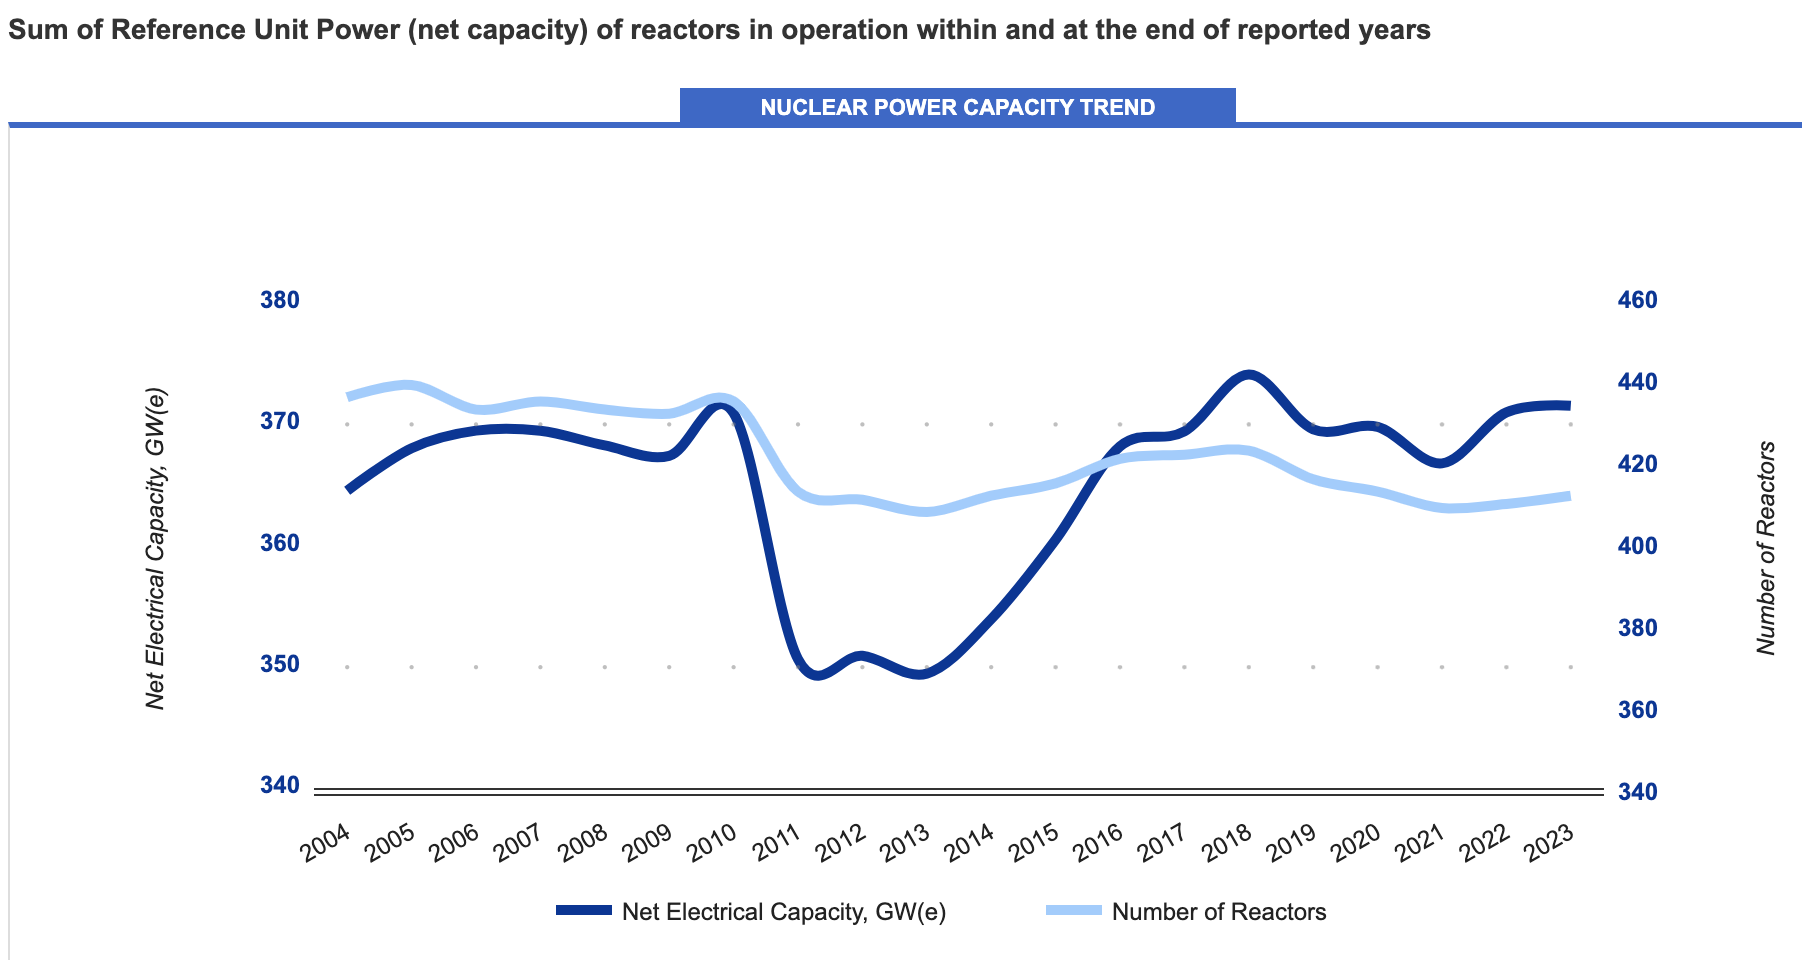 Sum of Reference Unit Power (net capacity) of reactors in operation within and at the end of reported years
NUCLEAR POWER CAPACITY TREND
Net Electrical Capacity, GW(e)
380
370
360
350
340
460
440
420
400
380
360
340
Number of Reactors
2004 2005 2006 2007 2008 2009 2010 2011 2012 2013 2014 2015 2016 2017 2018 2019 2020 2021 2022 2023
Net Electrical Capacity, GW(e) Number of Reactors